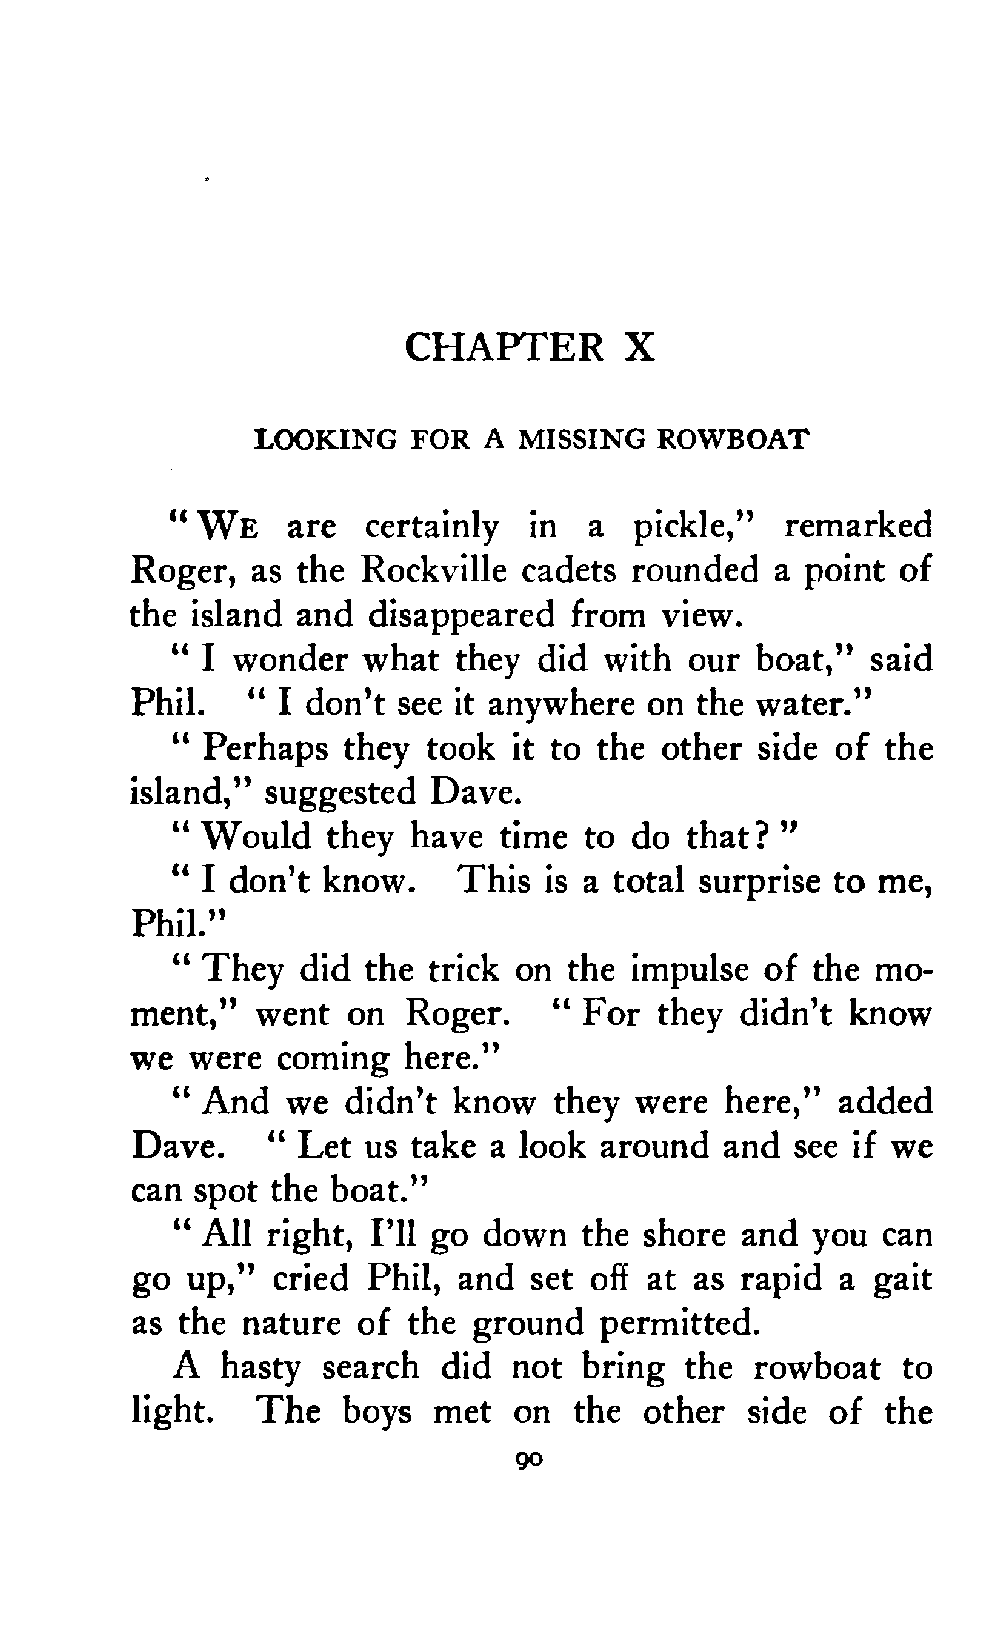 CHAPTER X
LOOKING FOR A MISSING ROWBOAT
" WE are certainly in a pickle," remarked
Roger, as the Rockville cadets rounded a point of
the island and disappeared from view.
" I wonder what they did with our boat," said
Phil. " I don't see it anywhere on the water."
" Perhaps they took it to the other side of the
island," suggested Dave.
" Would they have time to do that? "
" I don't know. This is a total surprise to me,
Phil."
" They did the trick on the impulse of the mo-
ment," went on Roger. " For they didn't know
we were coming here."
" And we didn't know they were here," added
Dave. " Let us take a look around and see if we
can spot the boat."
" All right, I'll go down the shore and you can
go up," cried Phil, and set off at as rapid a gait
as the nature of the ground permitted.
A hasty search did not bring the rowboat to
light. The boys met on the other side of the
90